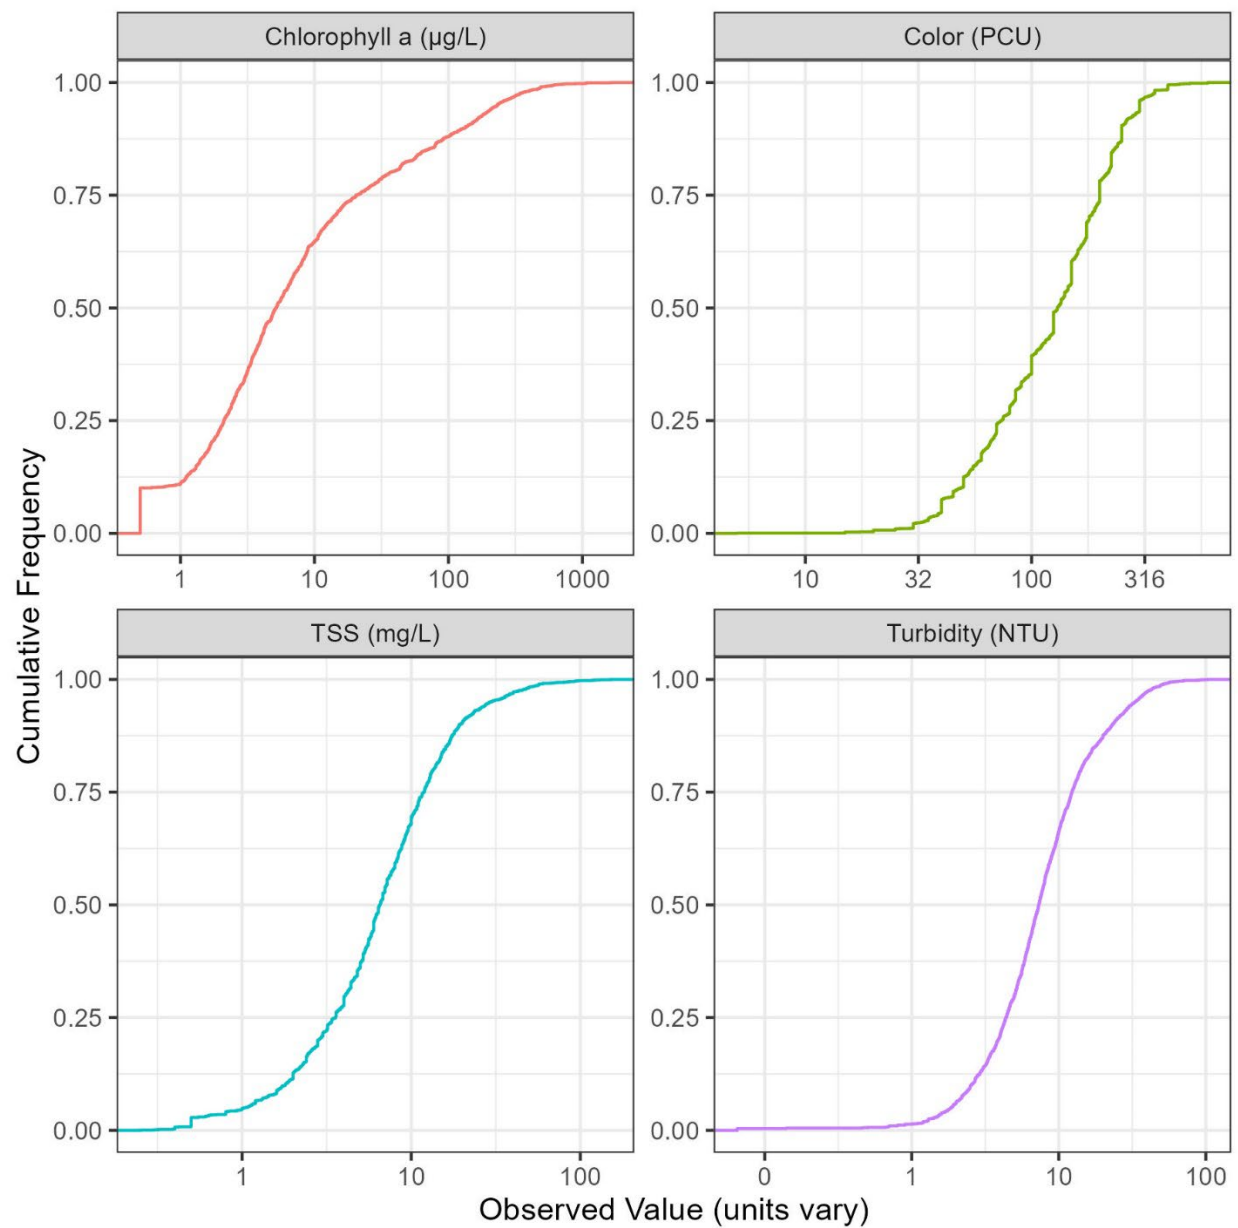 Chlorophyll a (µg/L)
Color (PCU)
1.00
0.75
0.50
0.25
0.00
1 10 100 1000
1.00
0.75
0.50
0.25
0.00
10 32 100 316
TSS (mg/L)
Turbidity (NTU)
1.00
0.75
0.50
0.25
0.00
1 10 100
1.00
0.75
0.50
0.25
0.00
0 1 10 100
Cumulative Frequency
Observed Value (units vary)